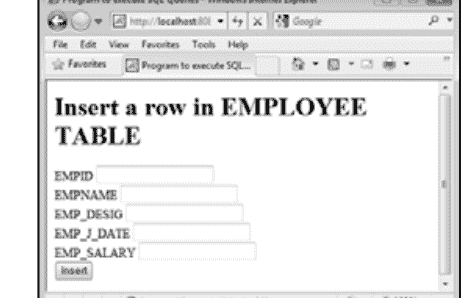 Program to execute SQL Queries - Windows Internet Explorer
http://localhost:80
Google
File Edit View Favorites Tools Help
Favorites
Program to execute SQL...
Insert a row in EMPLOYEE
TABLE
EMPID
EMPNAME
EMP_DESIG
EMP_J_DATE
EMP_SALARY
Insert